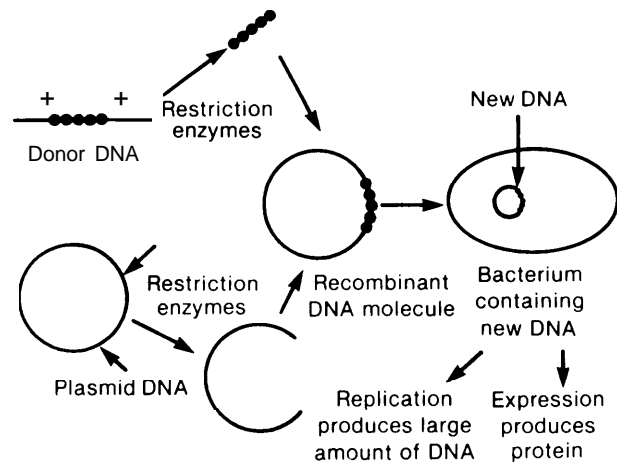 + +
Restriction
enzymes
Donor DNA
New DNA
Restriction
enzymes
Plasmid DNA
Recombinant
DNA molecule
Bacterium
containing
new DNA
Replication
produces large
amount of DNA
Expression
produces
protein